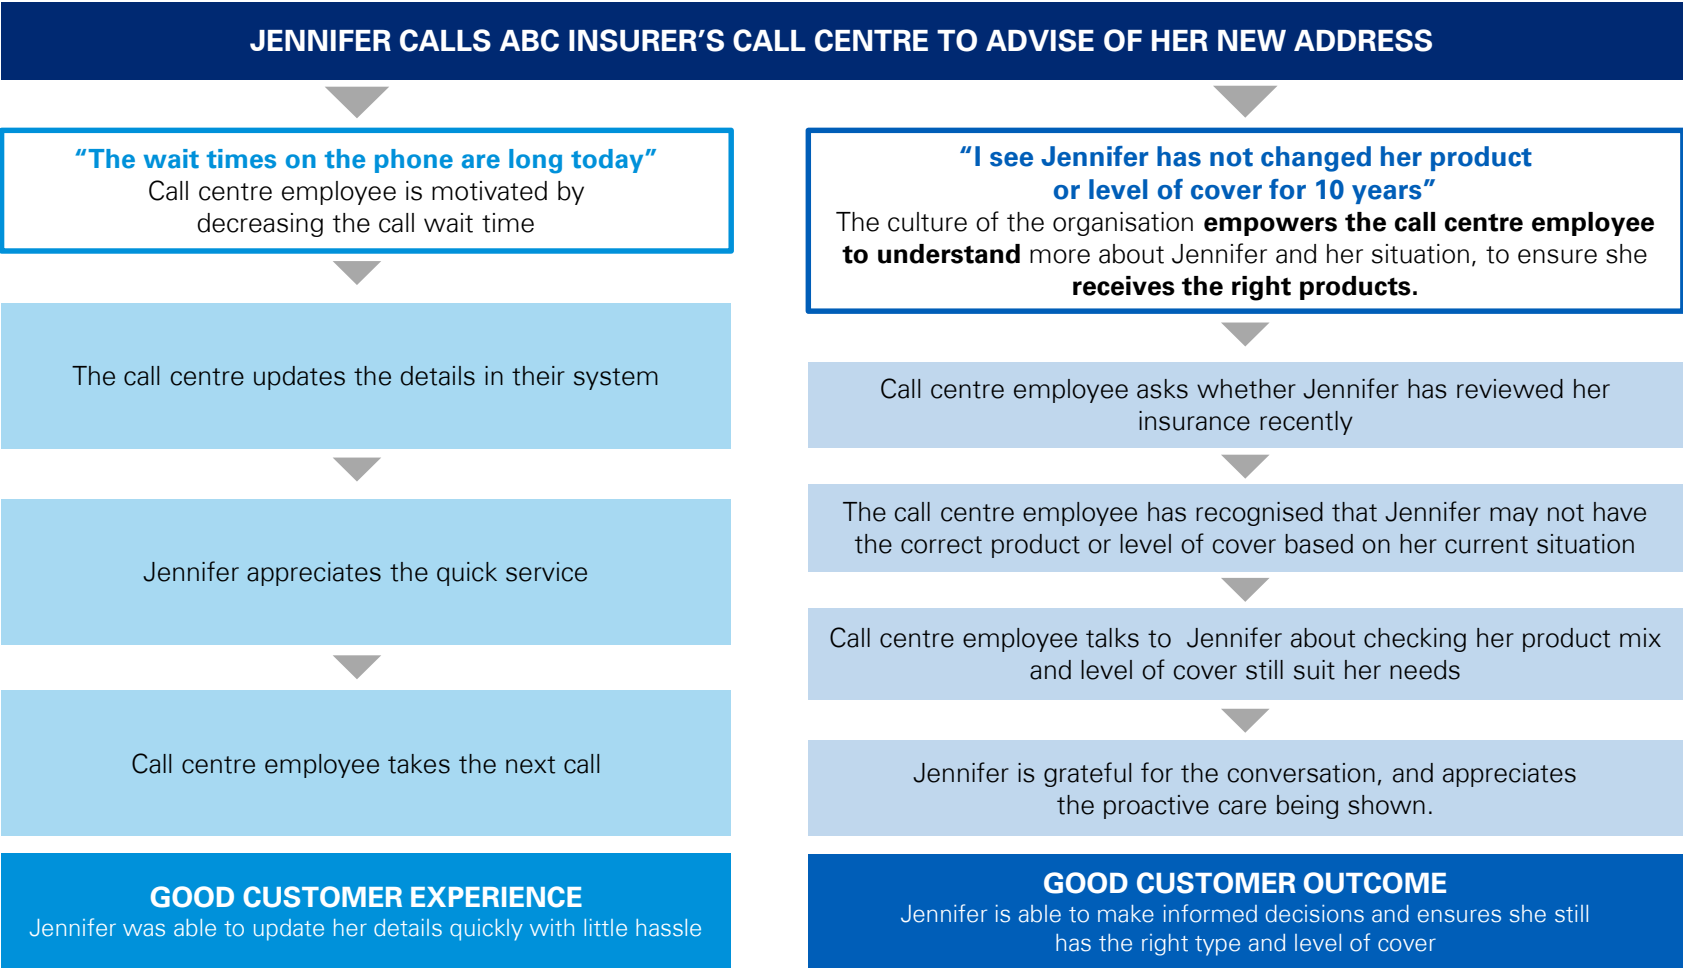 JENNIFER CALLS ABC INSURER’S CALL CENTRE TO ADVISE OF HER NEW ADDRESS
“The wait times on the phone are long today”
Call centre employee is motivated by
decreasing the call wait time
The call centre updates the details in their system
Jennifer appreciates the quick service
Call centre employee takes the next call
GOOD CUSTOMER EXPERIENCE
Jennifer was able to update her details quickly with little hassle
“I see Jennifer has not changed her product
or level of cover for 10 years”
The culture of the organisation empowers the call centre employee
to understand more about Jennifer and her situation, to ensure she
receives the right products.
Call centre employee asks whether Jennifer has reviewed her
insurance recently
The call centre employee has recognised that Jennifer may not have
the correct product or level of cover based on her current situation
Call centre employee talks to  Jennifer about checking her product mix
and level of cover still suit her needs
Jennifer is grateful for the conversation, and appreciates
the proactive care being shown.
GOOD CUSTOMER OUTCOME
Jennifer is able to make informed decisions and ensures she still
has the right type and level of cover